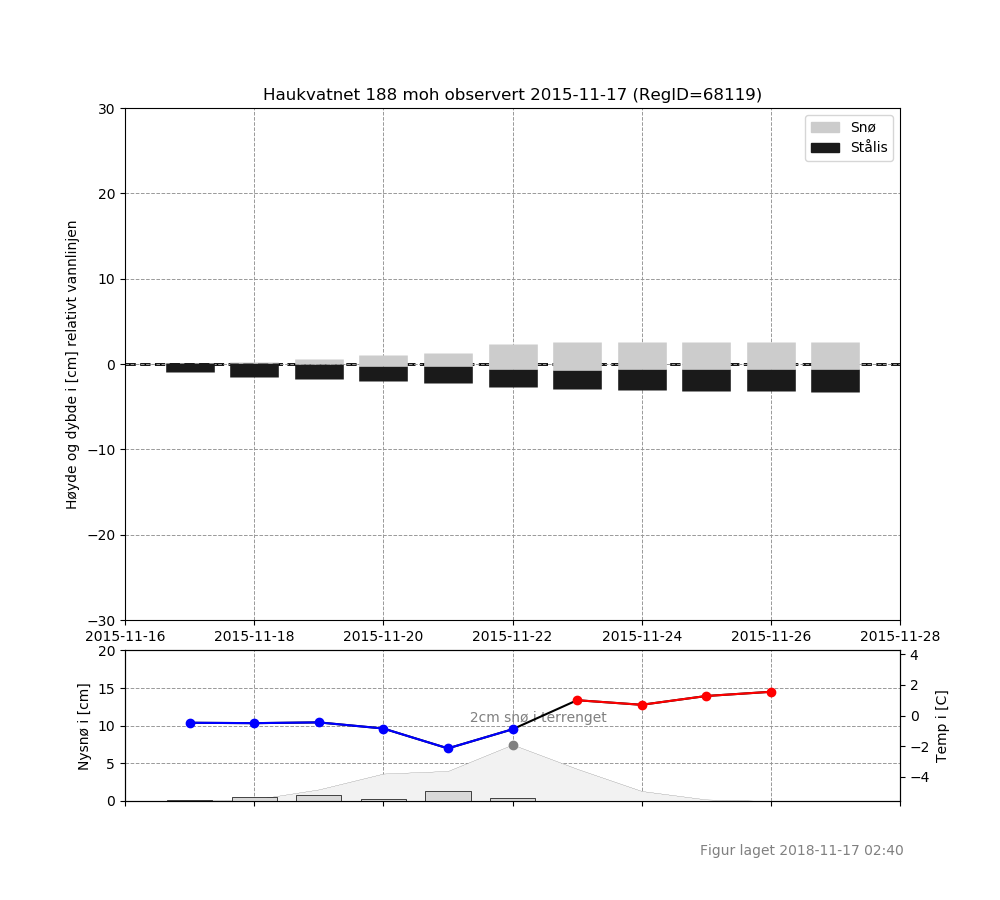 Haukvatnet 188 moh observert 2015-11-17 (RegID=68119)
30
20
10
0
−10
−20
−30
Høyde og dybde i [cm] relativt vannlinjen
Snø
Stålis
2015-11-16 2015-11-18 2015-11-20 2015-11-22 2015-11-24 2015-11-26 2015-11-28
20
15
10
5
0
Nysnø i [cm]
2cm snø i terrenget
4
2
0
−2
−4
Temp i [C]
Figur laget 2018-11-17 02:40